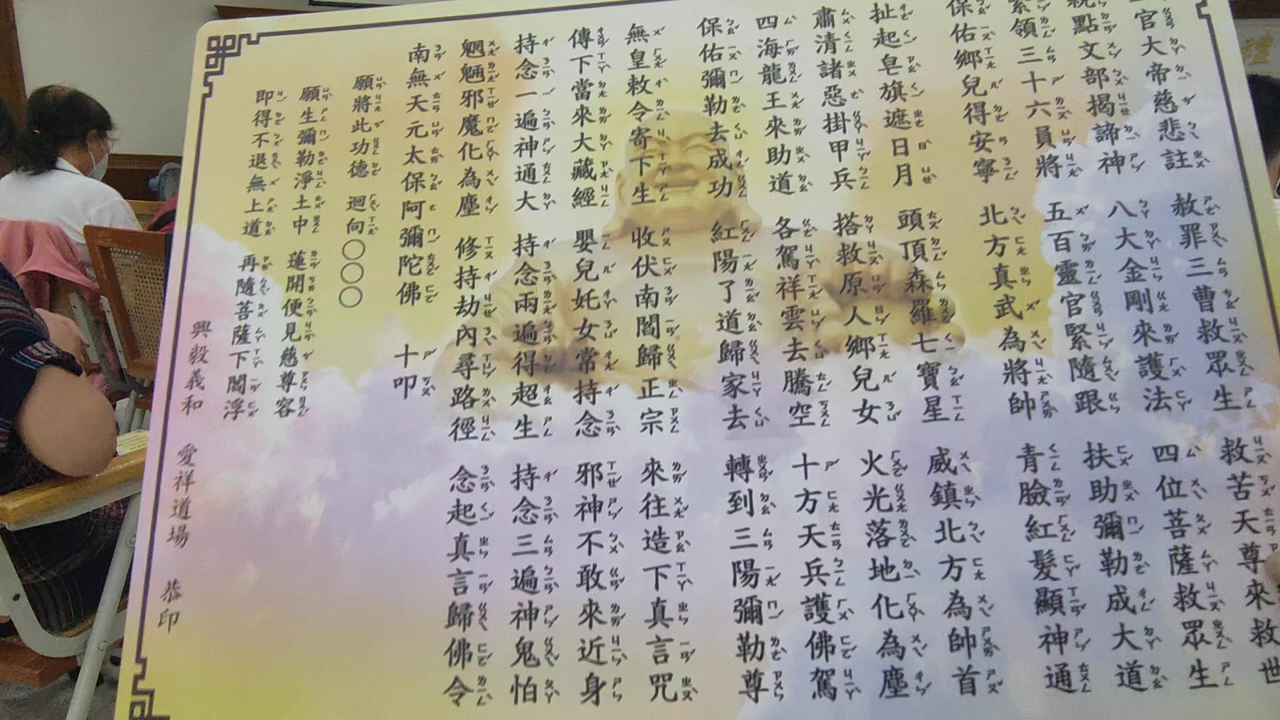 官大帝慈悲註 赦罪三曹救眾生 救苦天尊來救世
點文部揭諦神 八大金剛來護法 四位菩薩救眾生
緊領三十六員將 五百靈官緊隨跟 扶助彌勒成大道
保佑鄉兒得安寧 北方真武為將帥 青臉紅髮顯神通
扯起皂旗遮日月 頭頂森羅七寶星 威鎮北方為帥首
肅清諸惡掛甲兵 搭救原人鄉兒女 火光落地化為塵
四海龍王來助道 各駕祥雲去騰空 十方天兵護佛駕
保佑彌勒去成功 紅陽了道歸家去 轉到三陽彌勒尊
無皇敕令寄下生 收伏南閻歸正宗 來往造下真言咒
傳下當來大藏經 嬰兒奼女常持念 邪神不敢來近身
持念一遍神通大 持念兩遍得超生 持念三遍神鬼怕
魍魎邪魔化為塵 修持劫內尋路徑 念起真言歸佛令
南無天元太保阿彌陀佛 十叩
願將此功德 迴向○○○
願生彌勒淨土中 蓮開便見慈尊容
即得不退無上道 再隨菩薩下閻浮
興毅義和 愛祥道場 恭印
禮